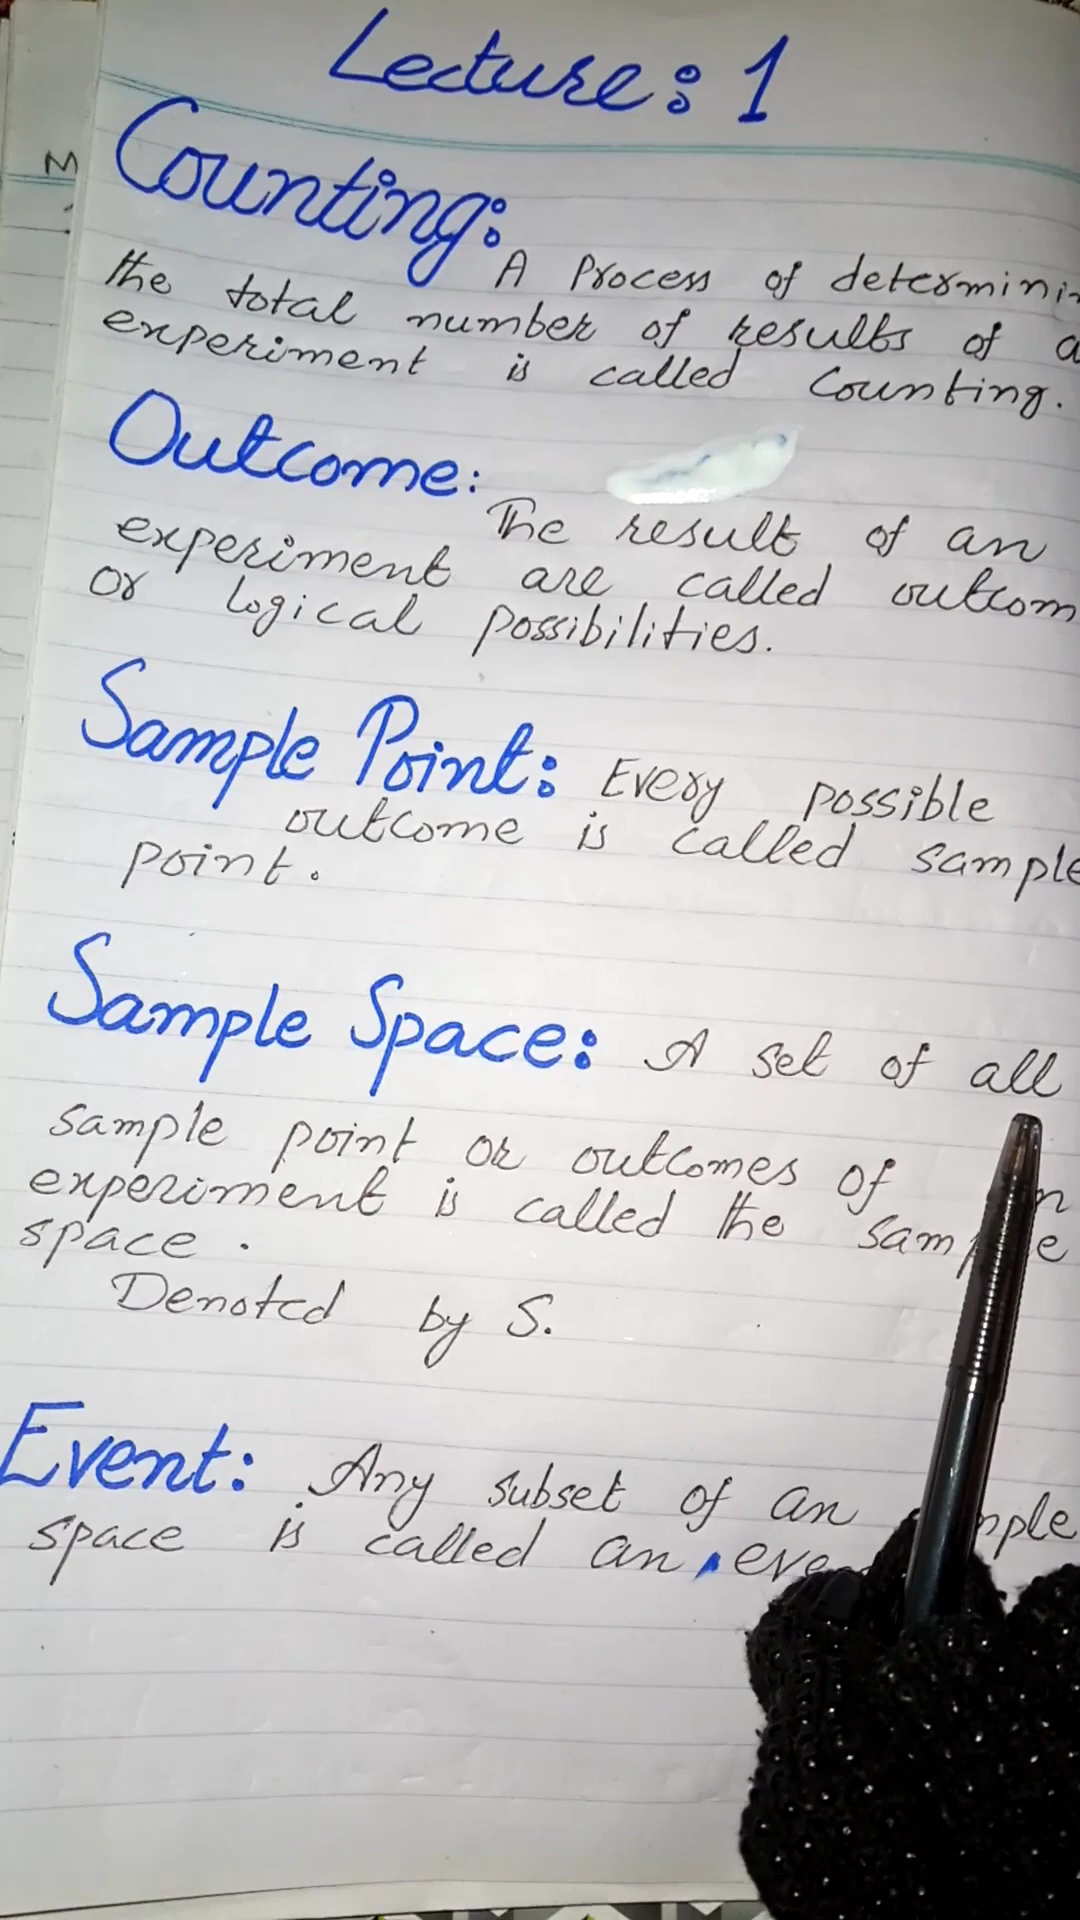 Lecture: 1
Counting:
A Process of determinin
the total number of results of a
experiment is called Counting.
Outcome:
The result of an
experiment are called outcom
or logical possibilities.
Sample Point: Every possible
outcome is called sample
point.
Sample Space: A set of all
sample point or outcomes of
experiment is called the sample
space.
Denoted by S.
Event: Any subset of an
space is called an
M